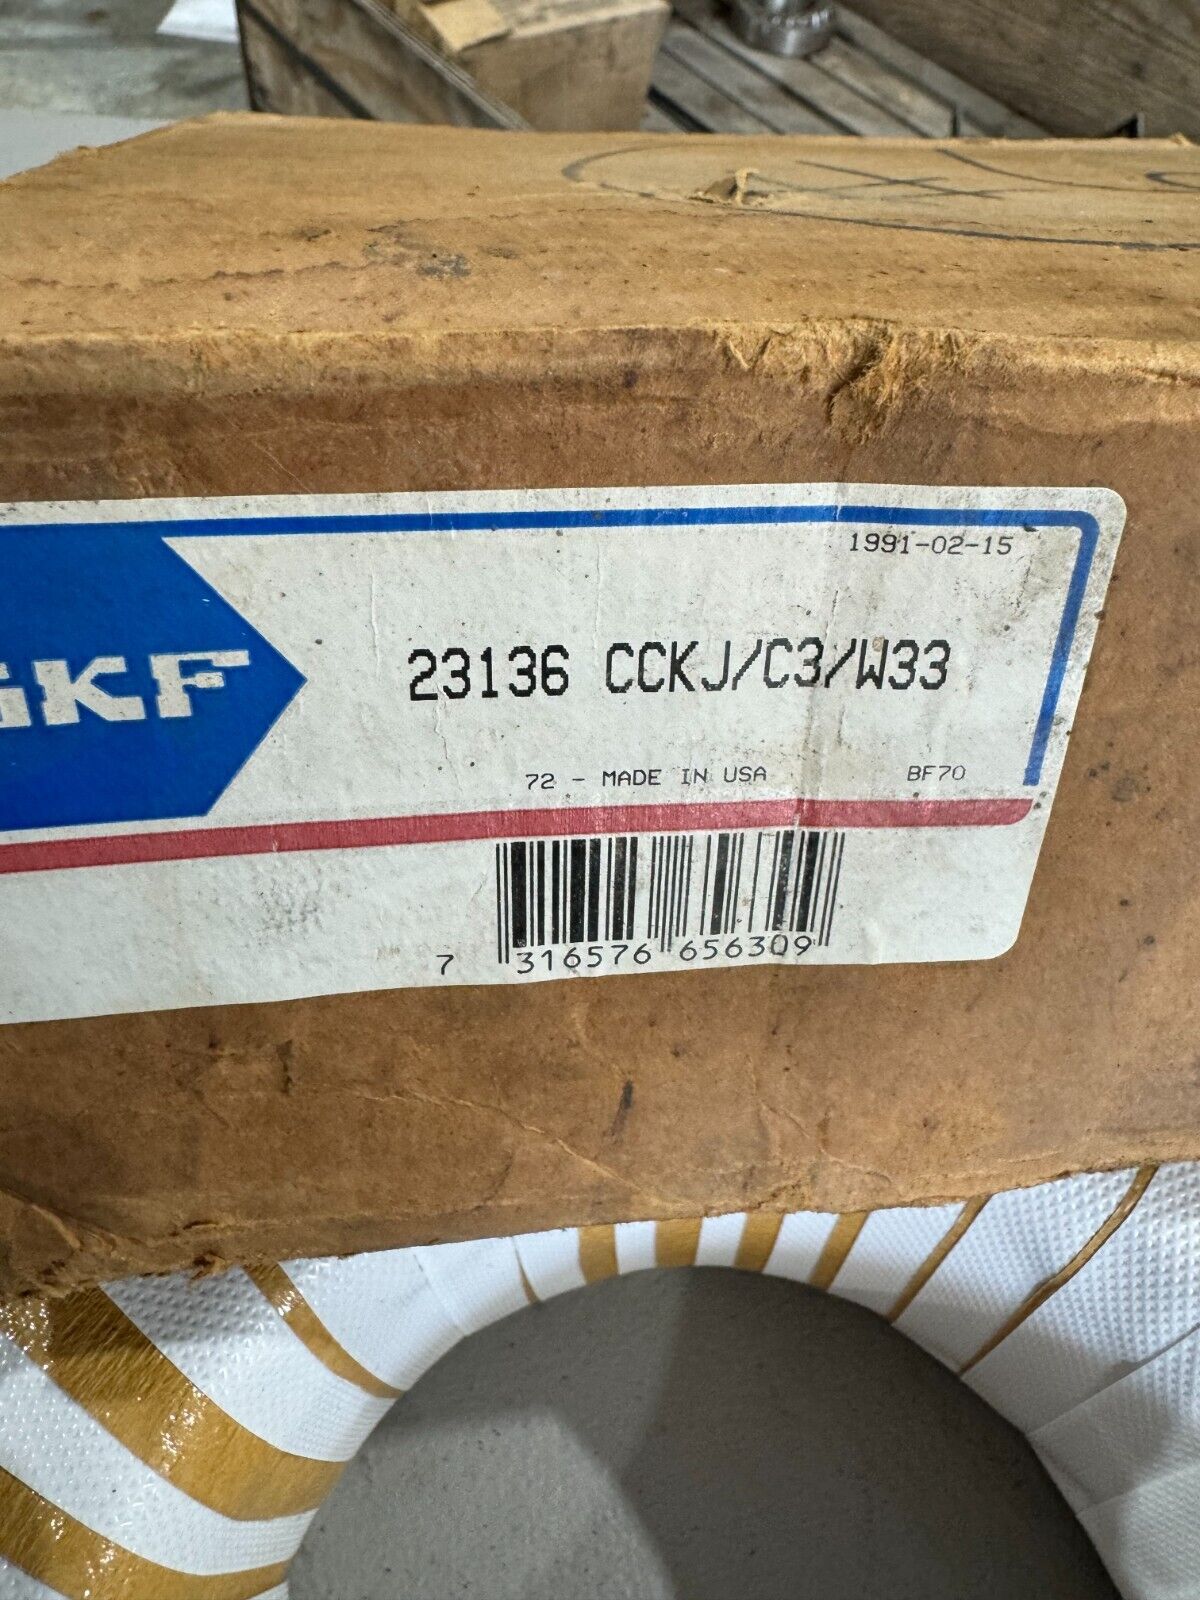 1991-02-15
SKF
23136 CCKJ/C3/W33
72 - MADE IN USA BF70
7 316576 656309